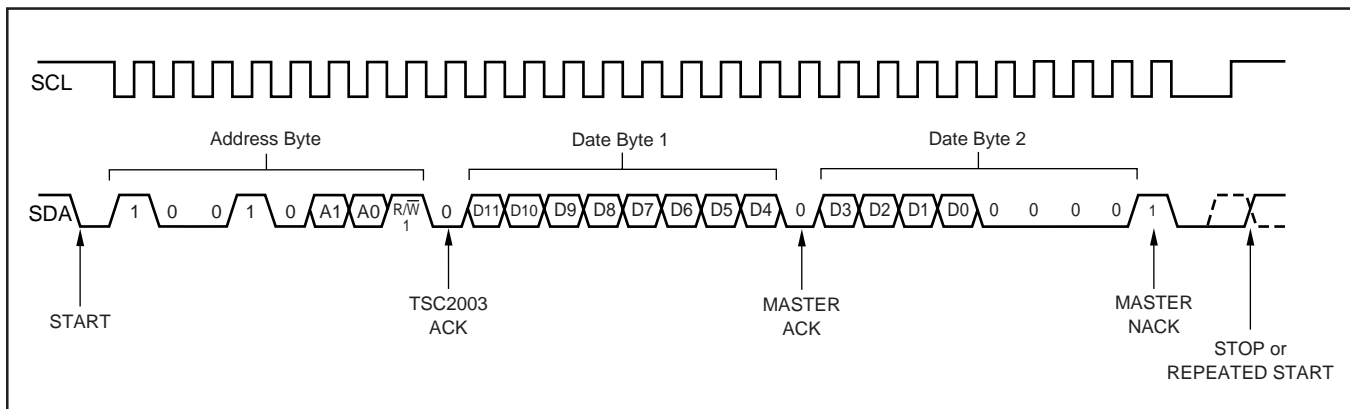 SCL
Address Byte
Date Byte 1
Date Byte 2
SDA
1 0 0 1 0 A1 A0 R/W̅ 1 0 D11 D10 D9 D8 D7 D6 D5 D4 0 D3 D2 D1 D0 0 0 0 0 1
START
TSC2003
ACK
MASTER
ACK
MASTER
NACK
STOP or
REPEATED START